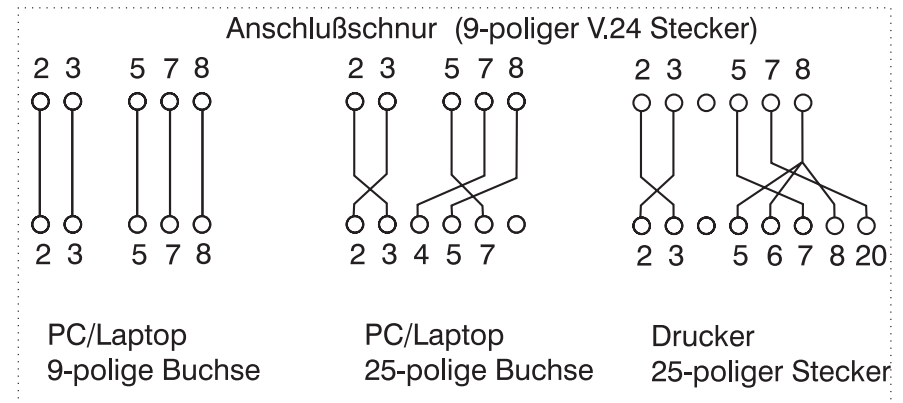 Anschlußschnur (9-poliger V.24 Stecker)
2 3 5 7 8 2 3 5 7 8 2 3 5 7 8
2 3 5 7 8 2 3 4 5 7 2 3 5 6 7 8 20
PC/Laptop
9-polige Buchse
PC/Laptop
25-polige Buchse
Drucker
25-poliger Stecker